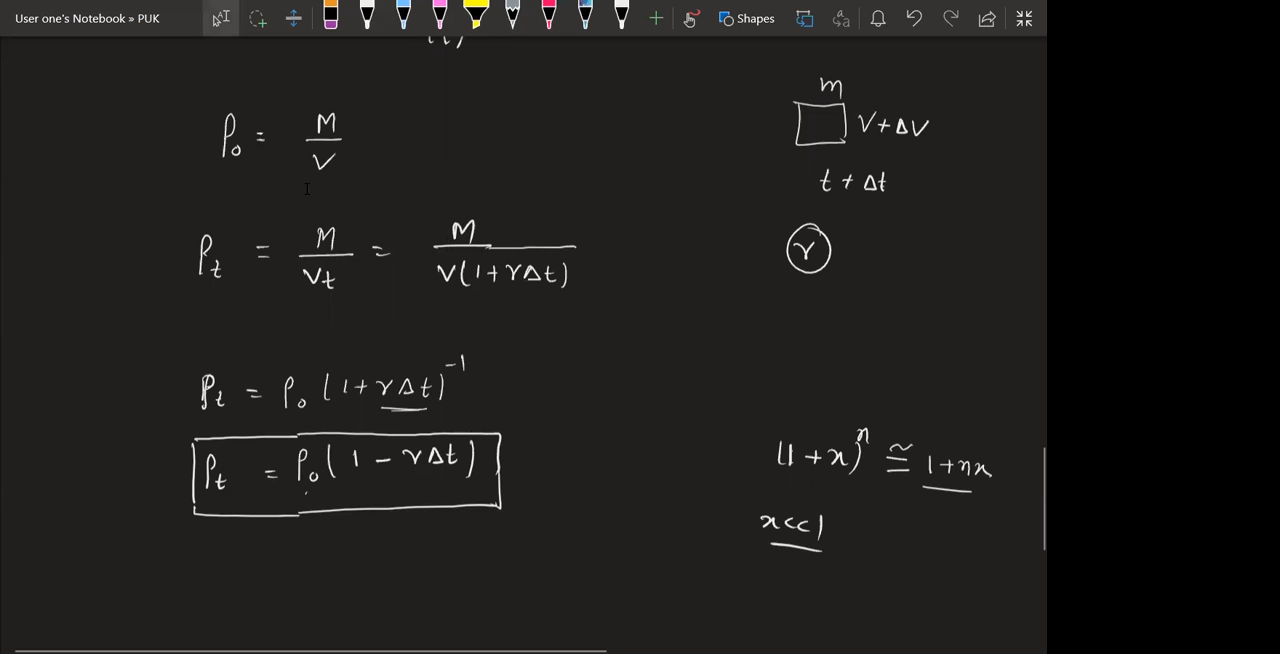 User one's Notebook » PUK
Shapes
m
ρ₀ = M/V
V + ΔV
t + Δt
ρₜ = M/Vt = M/V(1+γΔt)
γ
ρₜ = ρ₀ (1+γΔt)⁻¹
(1+x)ⁿ ≅ 1+nx
ρₜ = ρ₀ (1 − γΔt)
x<<1